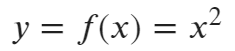 y = f(x) = x²